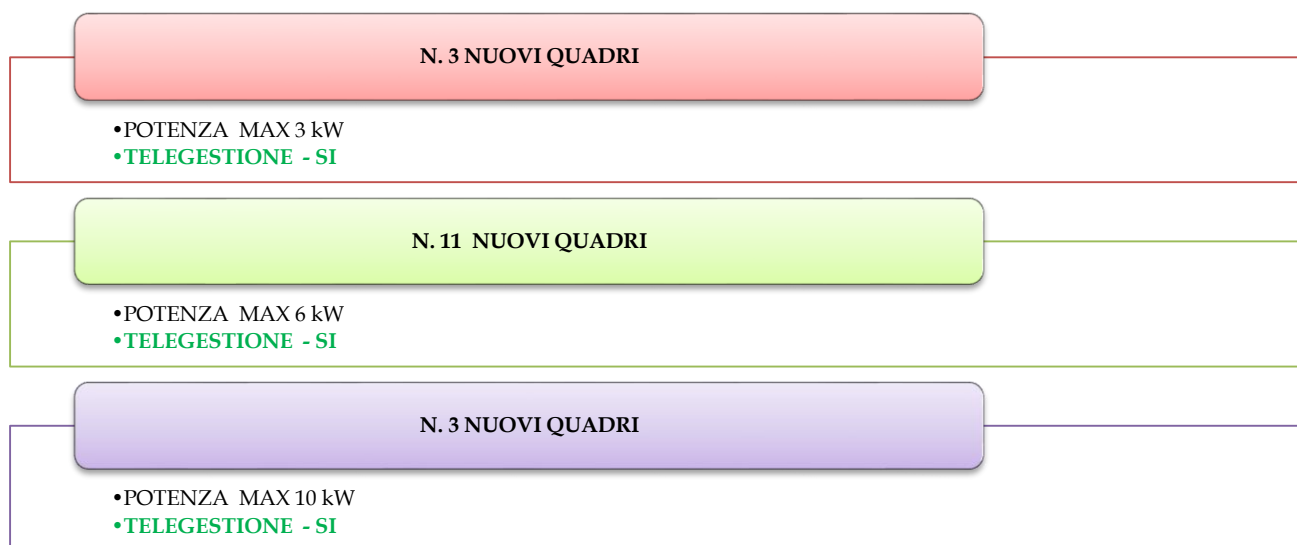 N. 3 NUOVI QUADRI
•POTENZA MAX 3 kW
•TELEGESTIONE - SI
N. 11 NUOVI QUADRI
•POTENZA MAX 6 kW
•TELEGESTIONE - SI
N. 3 NUOVI QUADRI
•POTENZA MAX 10 kW
•TELEGESTIONE - SI